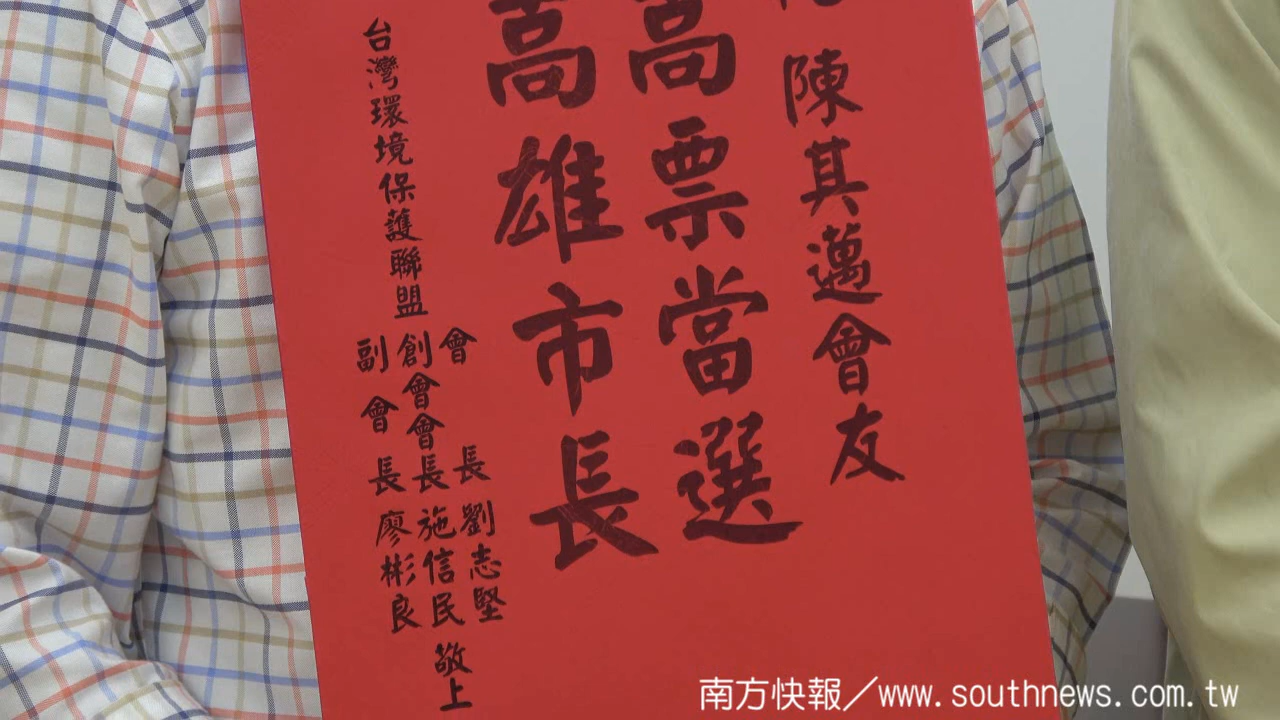 陳其邁會友
高票當選
高雄市長
台灣環境保護聯盟
會長劉志堅
創會會長施信民
副會長廖彬良
敬上
南方快報／www.southnews.com.tw